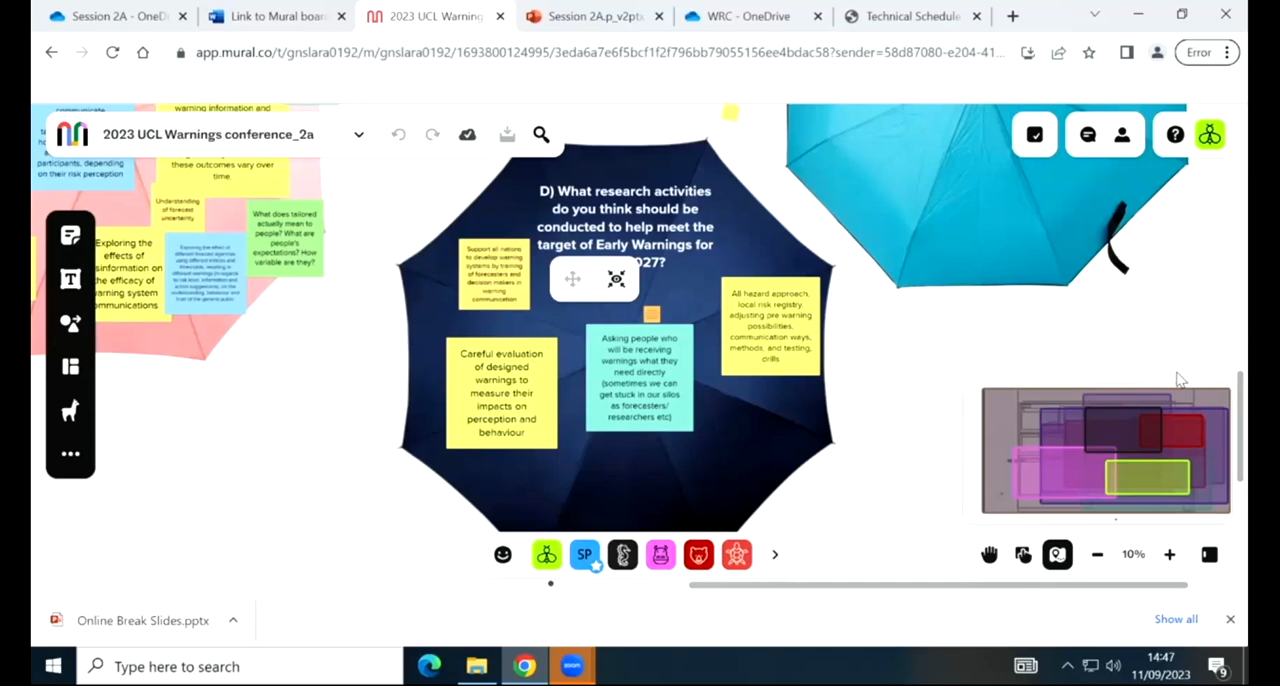 Session 2A - OneD
Link to Mural boar
2023 UCL Warning
Session 2A.p_v2.pt
WRC - OneDrive
Technical Schedule
app.mural.co/t/gnslara0192/m/gnslara0192/1693800124995/3eda6a7e6f5bcf1f2f796bb79055156ee4bdac58?sender=58d87080-e204-41...
Error
2023 UCL Warnings conference_2a
communicate
participants, depending
on their risk perception
warning information and
these outcomes vary over
time.
Understanding
of forecast
uncertainty
What does tailored
actually mean to
people? What are
people's
expectations? How
variable are they?
Exploring the
effects of
sinformation on
the efficacy of
arning system
ommunications
D) What research activities
do you think should be
conducted to help meet the
target of Early Warnings for
027?
Support all nations
to develop warning
systems by training
of forecasters and
decision makers in
warning
communication
All hazard approach,
local risk registry,
adjusting pre warning
possibilities,
communication ways,
methods, and testing,
drills
Asking people who
will be receiving
warnings what they
need directly
(sometimes we can
get stuck in our silos
as forecasters/
researchers etc)
Careful evaluation
of designed
warnings to
measure their
impacts on
perception and
behaviour
SP
10%
Online Break Slides.pptx
Show all
Type here to search
zoom
14:47
11/09/2023
9